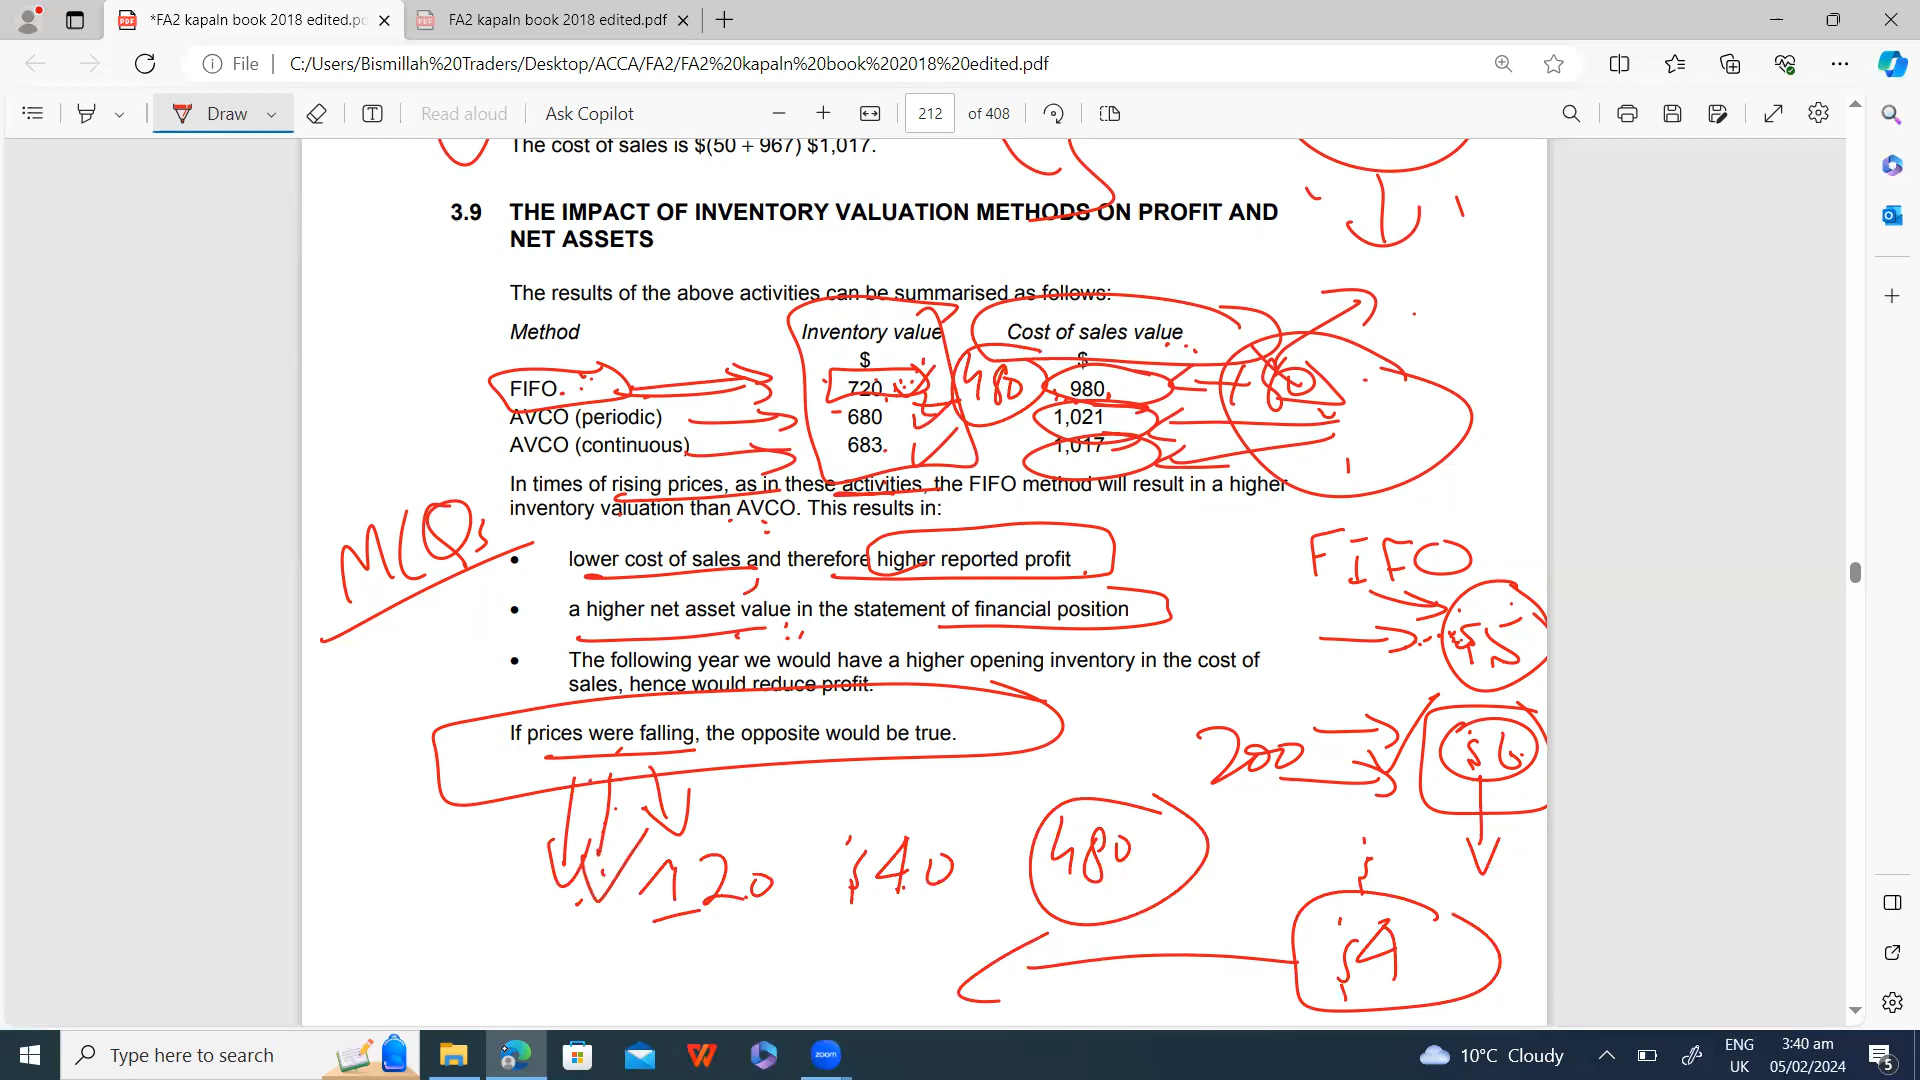 *FA2 kapaln book 2018 edited.pd
FA2 kapaln book 2018 edited.pdf
File
C:/Users/Bismillah%20Traders/Desktop/ACCA/FA2/FA2%20kapaln%20book%202018%20edited.pdf
Draw
Read aloud
Ask Copilot
212 of 408
The cost of sales is $(50 + 967) $1,017.
3.9 THE IMPACT OF INVENTORY VALUATION METHODS ON PROFIT AND
NET ASSETS
The results of the above activities can be summarised as follows:
Method Inventory value Cost of sales value
$ $
FIFO 720 480 980
AVCO (periodic) 680 1,021
AVCO (continuous) 683 1,017
In times of rising prices, as in these activities, the FIFO method will result in a higher
inventory valuation than AVCO. This results in:
MCQs
• lower cost of sales and therefore higher reported profit
FIFO
• a higher net asset value in the statement of financial position
$5
• The following year we would have a higher opening inventory in the cost of
sales, hence would reduce profit.
If prices were falling, the opposite would be true.
200 $6
120 $40 480
$4
Type here to search
zoom
10°C Cloudy
ENG
UK
3:40 am
05/02/2024
5